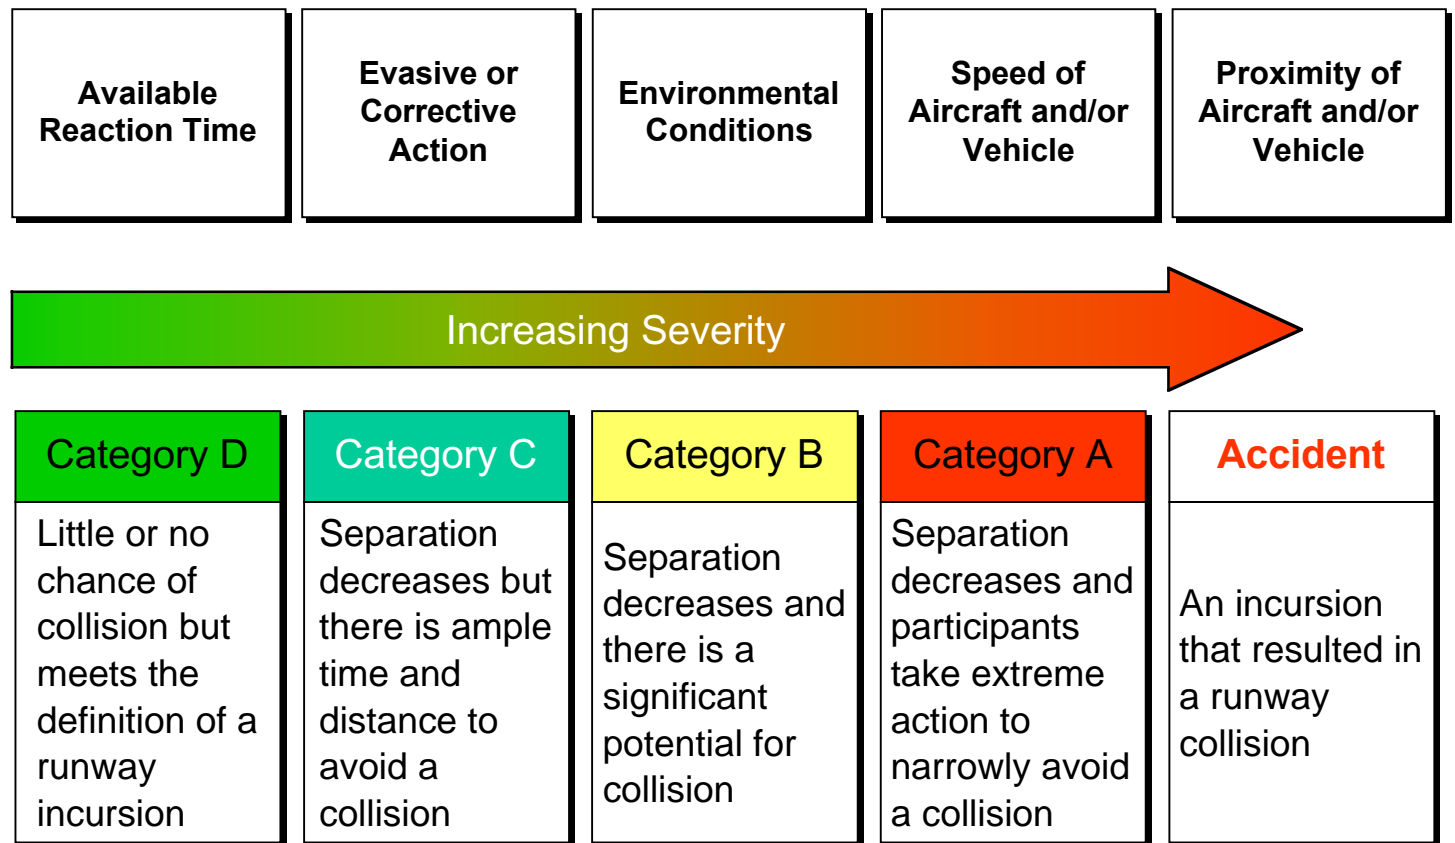 Available
Reaction Time
Evasive or
Corrective
Action
Environmental
Conditions
Speed of
Aircraft and/or
Vehicle
Proximity of
Aircraft and/or
Vehicle
Increasing Severity
Category D
Little or no
chance of
collision but
meets the
definition of a
runway
incursion
Category C
Separation
decreases but
there is ample
time and
distance to
avoid a
collision
Category B
Separation
decreases and
there is a
significant
potential for
collision
Category A
Separation
decreases and
participants
take extreme
action to
narrowly avoid
a collision
Accident
An incursion
that resulted in
a runway
collision